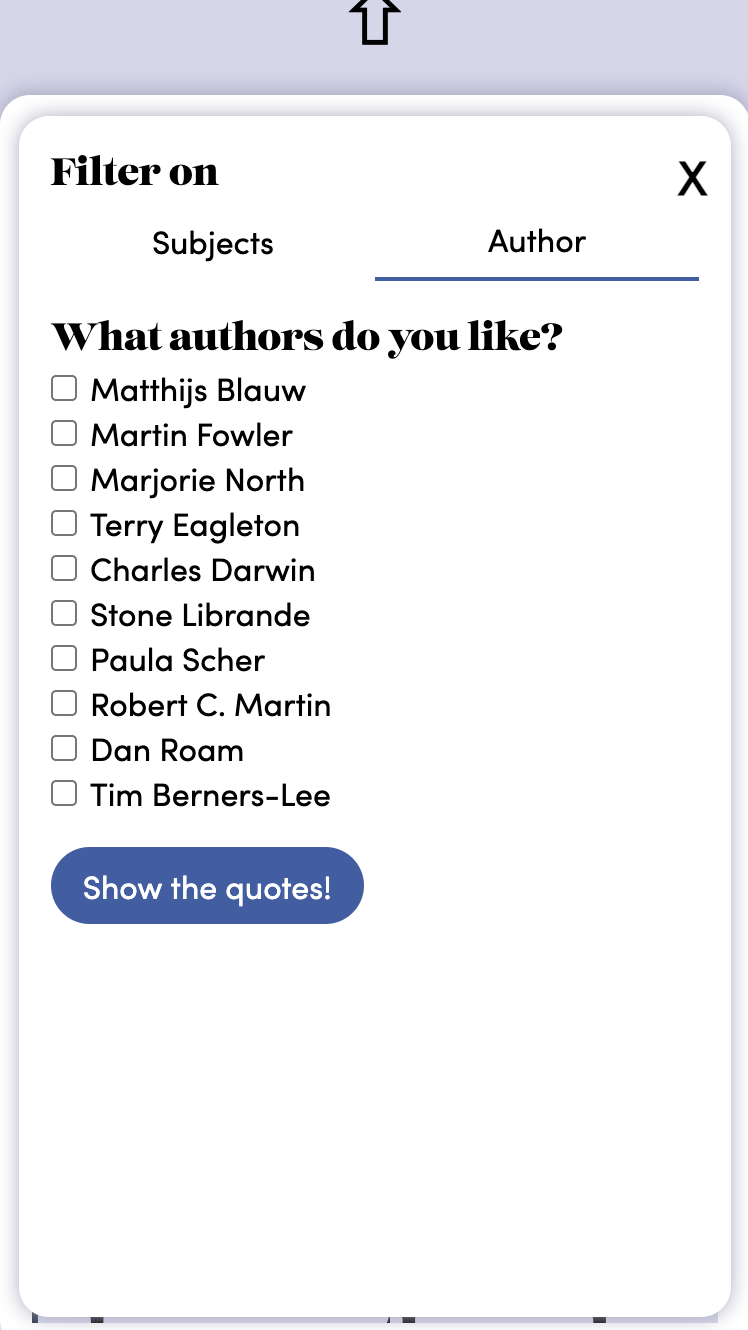 Filter on
X
Subjects
Author
What authors do you like?
Matthijs Blauw
Martin Fowler
Marjorie North
Terry Eagleton
Charles Darwin
Stone Librande
Paula Scher
Robert C. Martin
Dan Roam
Tim Berners-Lee
Show the quotes!